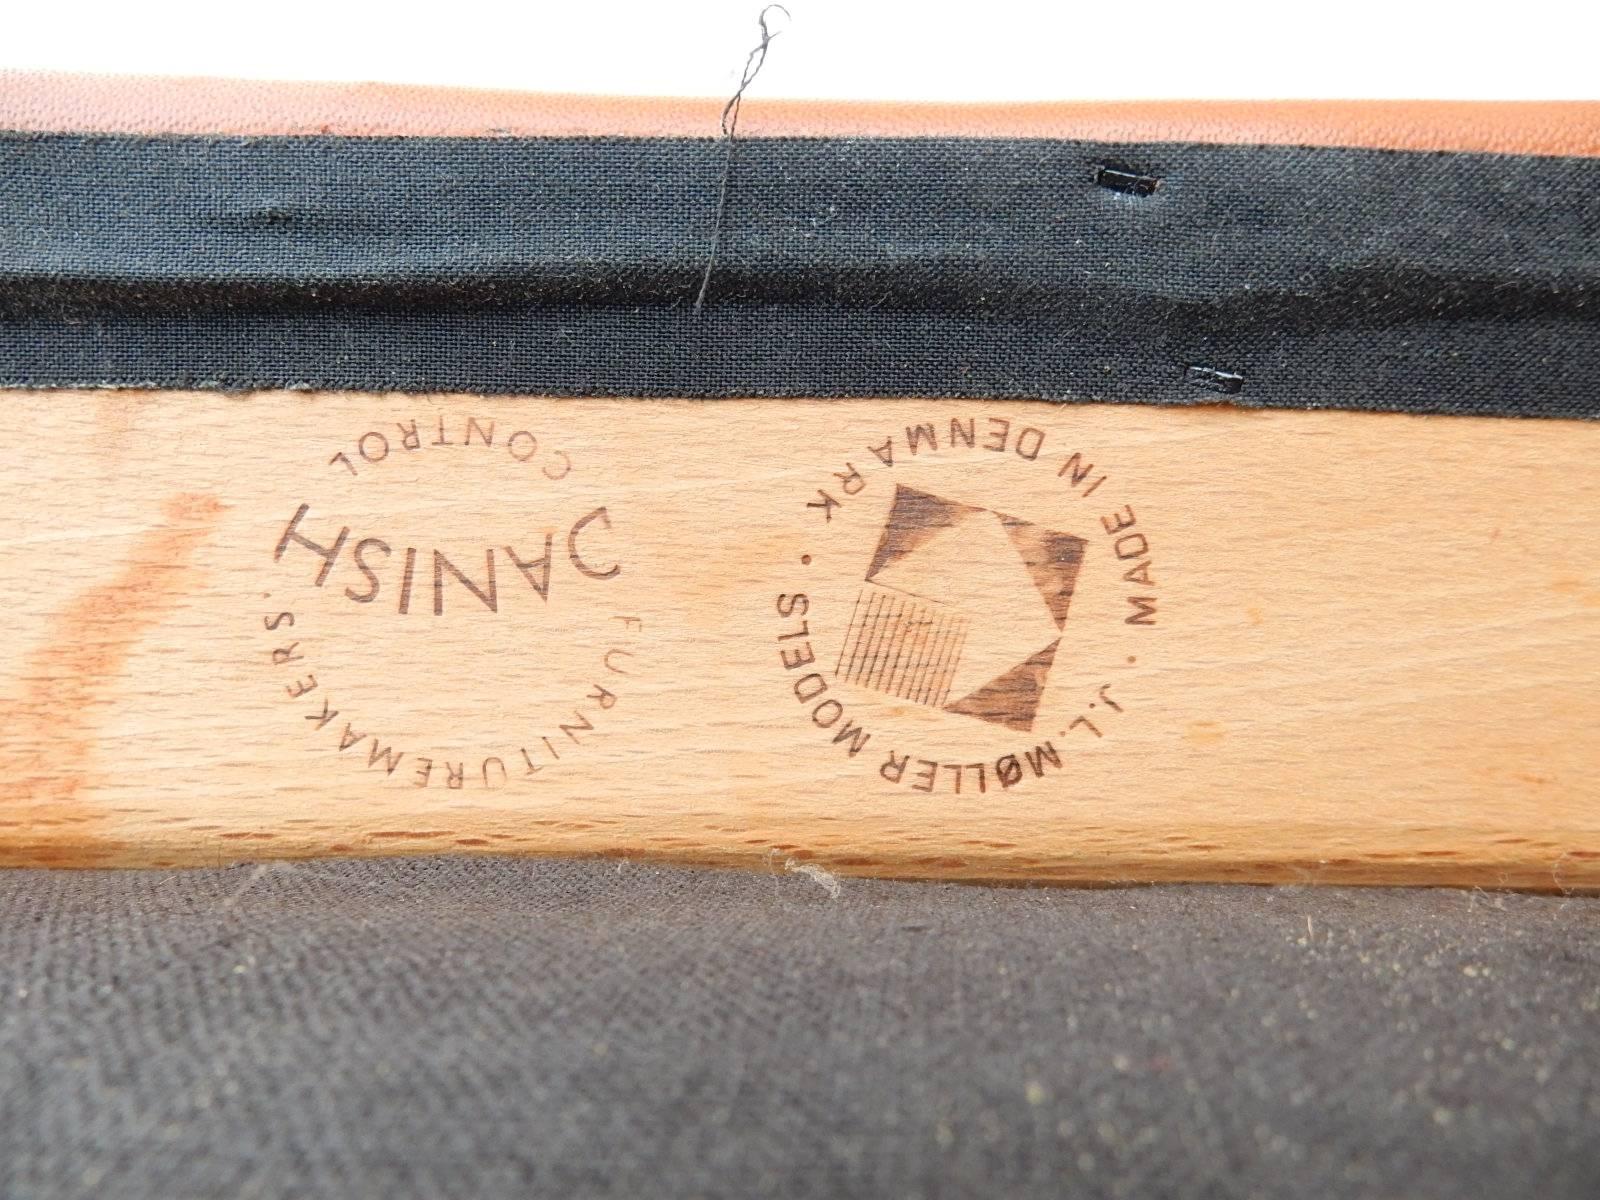 J.L. MØLLER MODELS ·
MADE IN DENMARK ·
DANISH
FURNITUREMAKERS'
CONTROL